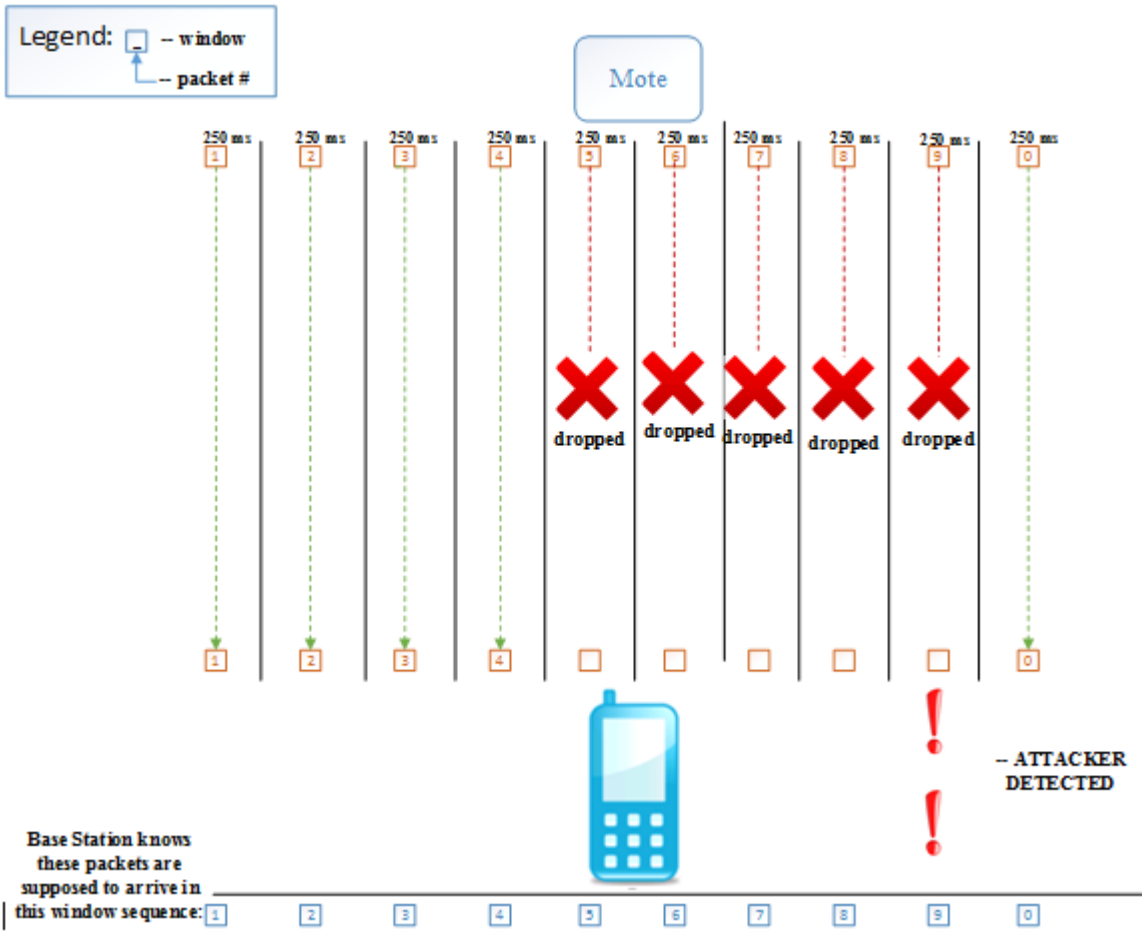 Legend: _ -- window
-- packet #
Mote
250 ms 250 ms 250 ms 250 ms 250 ms 250 ms 250 ms 250 ms 250 ms 250 ms
1 2 3 4 5 6 7 8 9 0
dropped dropped dropped dropped dropped
1 2 3 4 0
-- ATTACKER
DETECTED
Base Station knows
these packets are
supposed to arrive in
this window sequence: 1 2 3 4 5 6 7 8 9 0